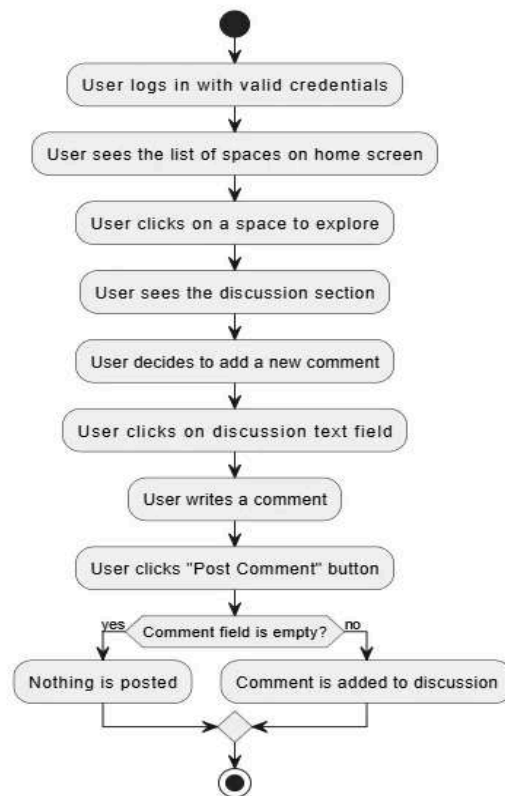 User logs in with valid credentials
User sees the list of spaces on home screen
User clicks on a space to explore
User sees the discussion section
User decides to add a new comment
User clicks on discussion text field
User writes a comment
User clicks "Post Comment" button
yes
Comment field is empty?
no
Nothing is posted
Comment is added to discussion